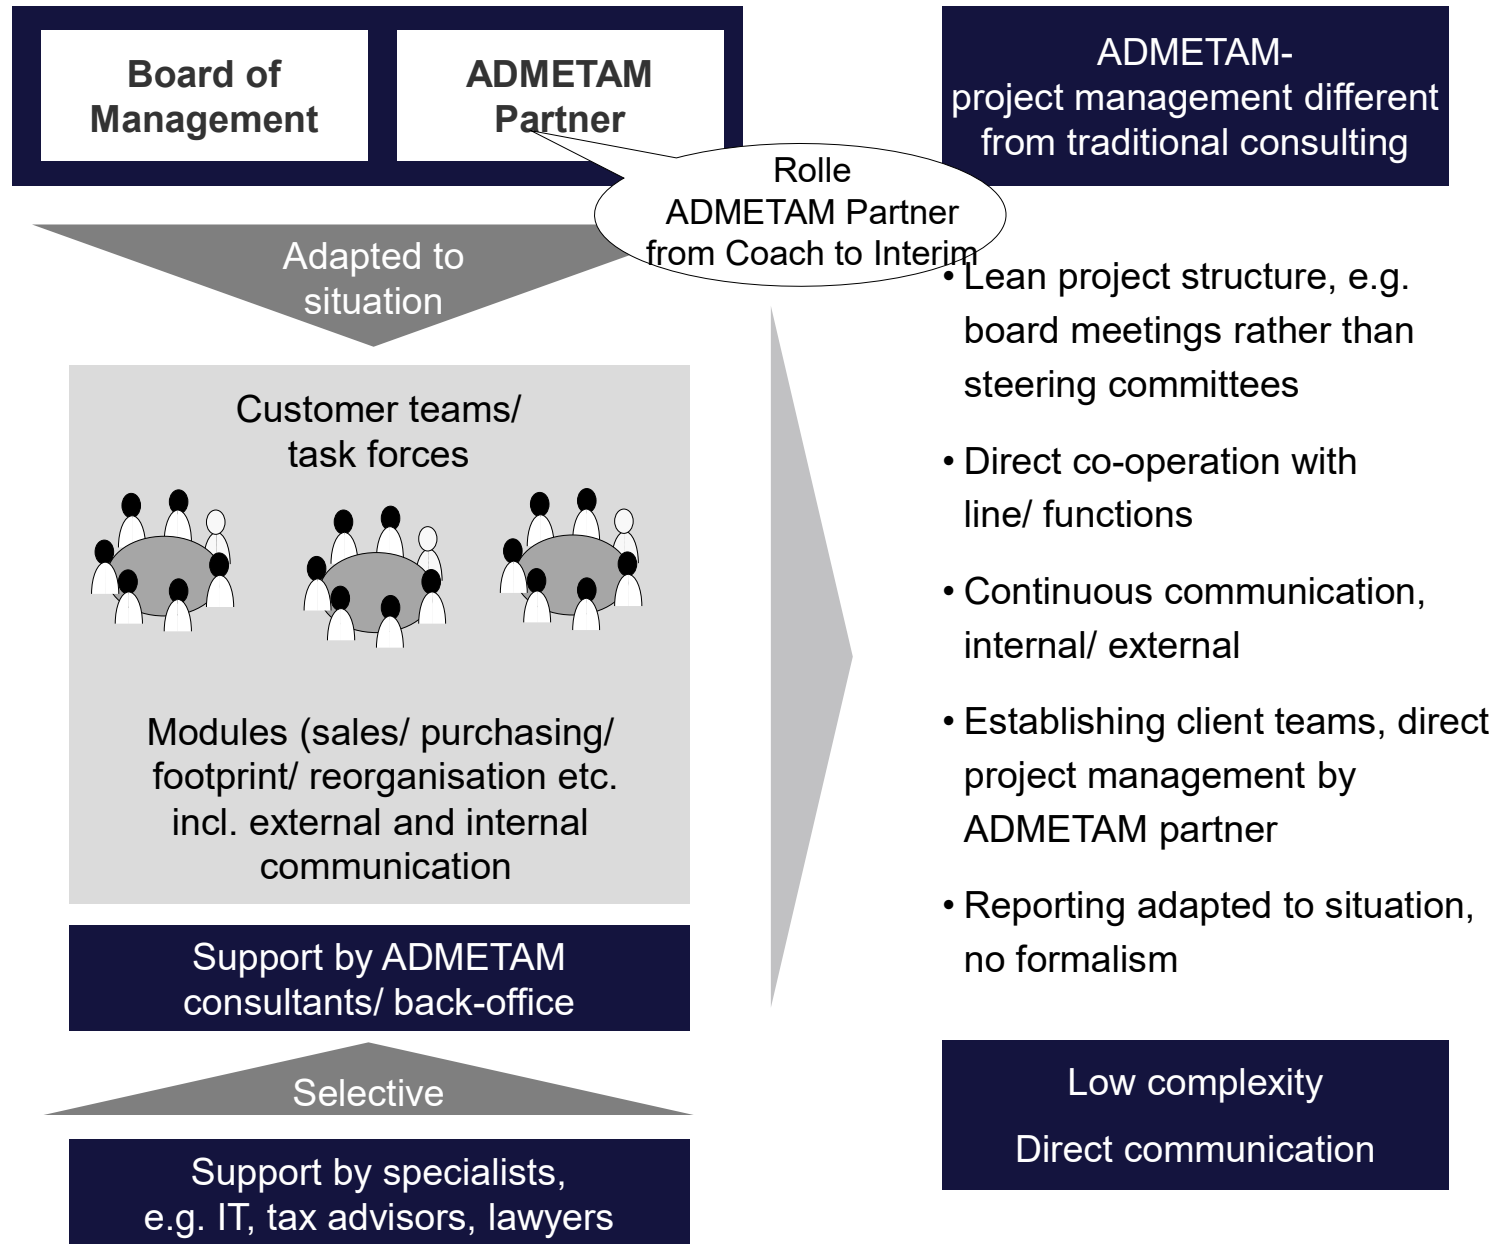 Board of
Management
ADMETAM
Partner
Rolle
ADMETAM Partner
from Coach to Interim
Adapted to
situation
Customer teams/
task forces
Modules (sales/ purchasing/
footprint/ reorganisation etc.
incl. external and internal
communication
Support by ADMETAM
consultants/ back-office
Selective
Support by specialists,
e.g. IT, tax advisors, lawyers
ADMETAM-
project management different
from traditional consulting
• Lean project structure, e.g.
board meetings rather than
steering committees
• Direct co-operation with
line/ functions
• Continuous communication,
internal/ external
• Establishing client teams, direct
project management by
ADMETAM partner
• Reporting adapted to situation,
no formalism
Low complexity
Direct communication